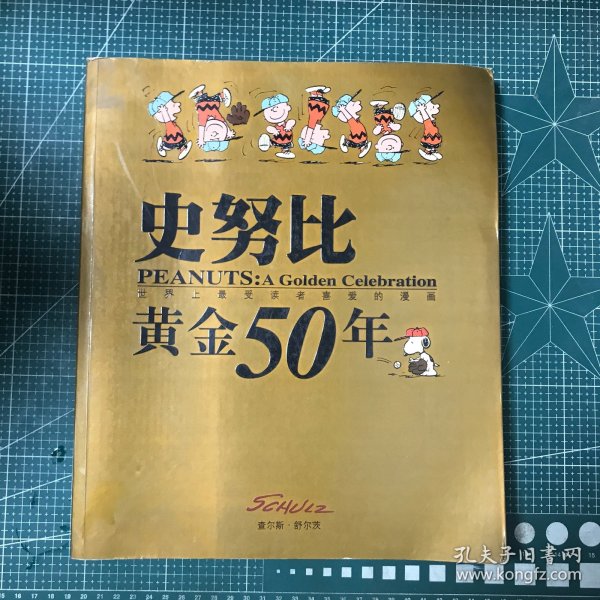 史努比
PEANUTS: A Golden Celebration
世界上最受读者喜爱的漫画
黄金50年
SCHULZ
查尔斯·舒尔茨
孔夫子旧书网
www.kongfz.com